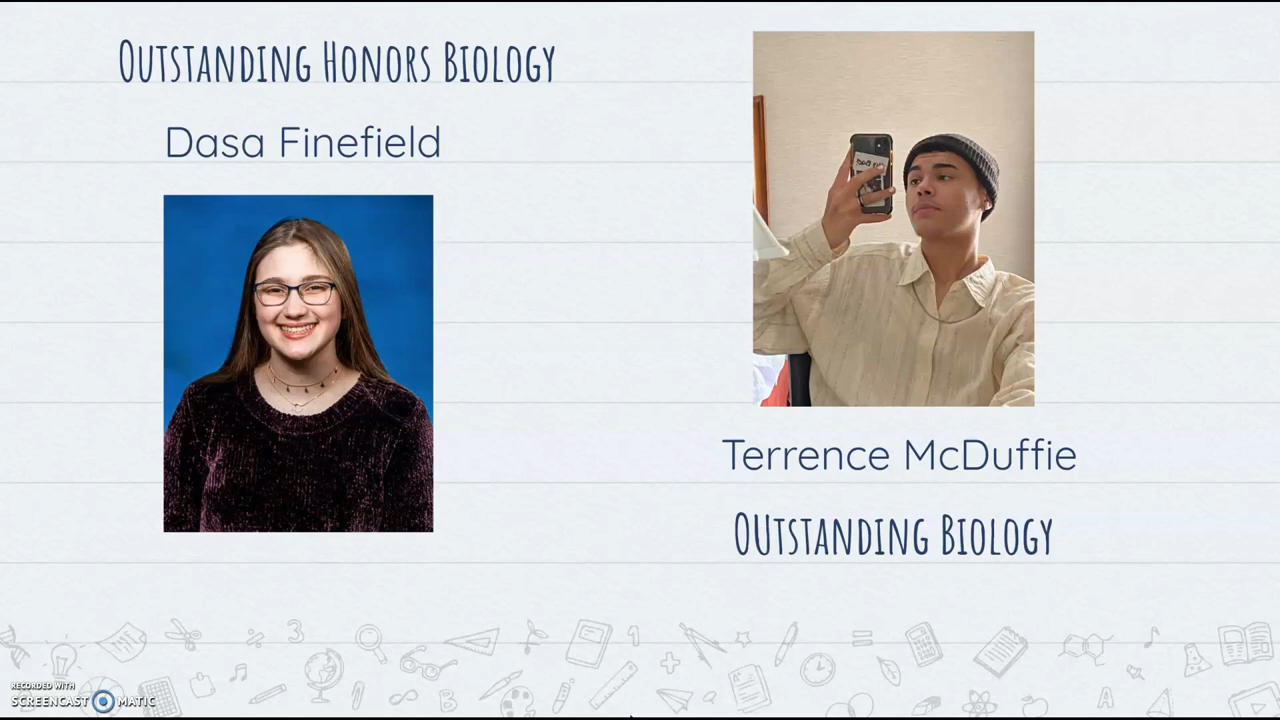 OUTSTANDING HONORS BIOLOGY
Dasa Finefield
Terrence McDuffie
OUTSTANDING BIOLOGY
RECORDED WITH
SCREENCAST MATIC